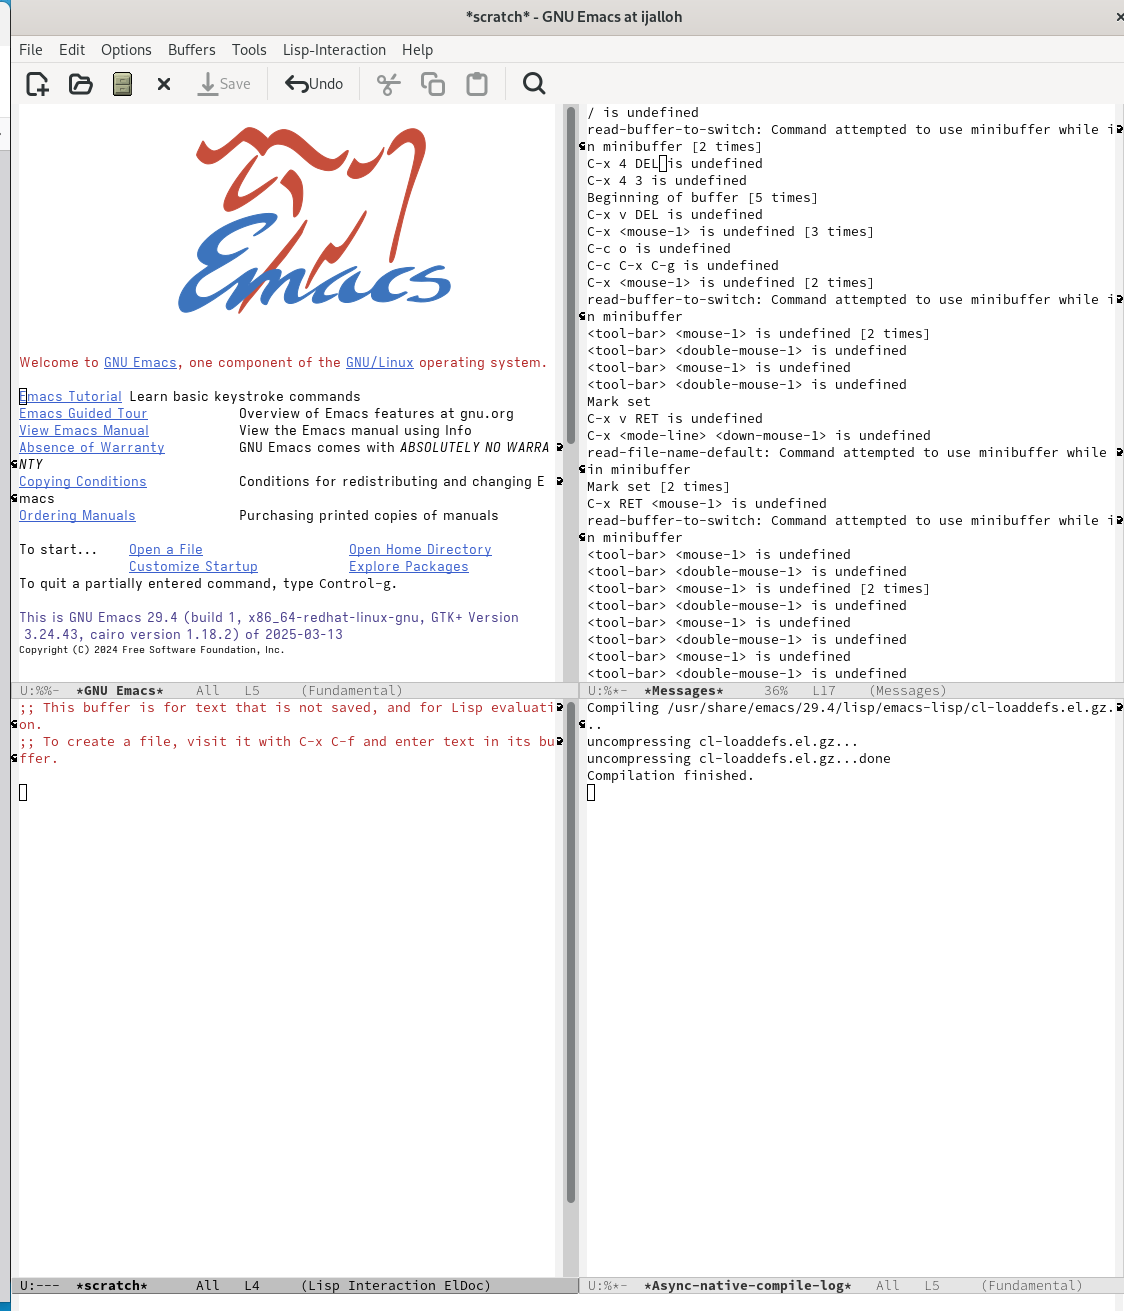 *scratch* - GNU Emacs at ijalloh
File Edit Options Buffers Tools Lisp-Interaction Help
Save Undo
Emacs
Welcome to GNU Emacs, one component of the GNU/Linux operating system.
Emacs Tutorial Learn basic keystroke commands
Emacs Guided Tour Overview of Emacs features at gnu.org
View Emacs Manual View the Emacs manual using Info
Absence of Warranty GNU Emacs comes with ABSOLUTELY NO WARRA
NTY
Copying Conditions Conditions for redistributing and changing E
macs
Ordering Manuals Purchasing printed copies of manuals
To start... Open a File Open Home Directory
Customize Startup Explore Packages
To quit a partially entered command, type Control-g.
This is GNU Emacs 29.4 (build 1, x86_64-redhat-linux-gnu, GTK+ Version
3.24.43, cairo version 1.18.2) of 2025-03-13
Copyright (C) 2024 Free Software Foundation, Inc.
U:%%- *GNU Emacs* All L5 (Fundamental)
/ is undefined
read-buffer-to-switch: Command attempted to use minibuffer while i
n minibuffer [2 times]
C-x 4 DEL is undefined
C-x 4 3 is undefined
Beginning of buffer [5 times]
C-x v DEL is undefined
C-x <mouse-1> is undefined [3 times]
C-c o is undefined
C-c C-x C-g is undefined
C-x <mouse-1> is undefined [2 times]
read-buffer-to-switch: Command attempted to use minibuffer while i
n minibuffer
<tool-bar> <mouse-1> is undefined [2 times]
<tool-bar> <double-mouse-1> is undefined
<tool-bar> <mouse-1> is undefined
<tool-bar> <double-mouse-1> is undefined
Mark set
C-x v RET is undefined
C-x <mode-line> <down-mouse-1> is undefined
read-file-name-default: Command attempted to use minibuffer while
in minibuffer
Mark set [2 times]
C-x RET <mouse-1> is undefined
read-buffer-to-switch: Command attempted to use minibuffer while i
n minibuffer
<tool-bar> <mouse-1> is undefined
<tool-bar> <double-mouse-1> is undefined
<tool-bar> <mouse-1> is undefined [2 times]
<tool-bar> <double-mouse-1> is undefined
<tool-bar> <mouse-1> is undefined
<tool-bar> <double-mouse-1> is undefined
<tool-bar> <mouse-1> is undefined
<tool-bar> <double-mouse-1> is undefined
U:%*- *Messages* 36% L17 (Messages)
;; This buffer is for text that is not saved, and for Lisp evaluati
on.
;; To create a file, visit it with C-x C-f and enter text in its bu
ffer.
U:--- *scratch* All L4 (Lisp Interaction ElDoc)
Compiling /usr/share/emacs/29.4/lisp/emacs-lisp/cl-loaddefs.el.gz.
..
uncompressing cl-loaddefs.el.gz...
uncompressing cl-loaddefs.el.gz...done
Compilation finished.
U:%*- *Async-native-compile-log* All L5 (Fundamental)